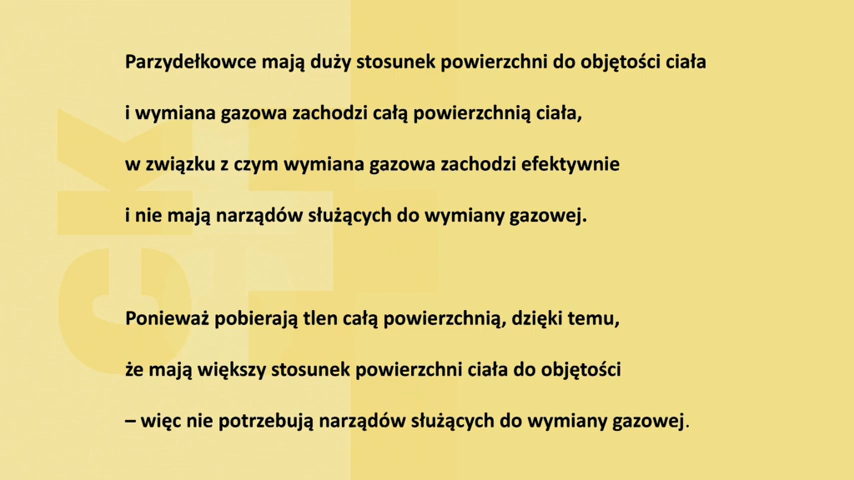 Parzydełkowce mają duży stosunek powierzchni do objętości ciała
i wymiana gazowa zachodzi całą powierzchnią ciała,
w związku z czym wymiana gazowa zachodzi efektywnie
i nie mają narządów służących do wymiany gazowej.
Ponieważ pobierają tlen całą powierzchnią, dzięki temu,
że mają większy stosunek powierzchni ciała do objętości
– więc nie potrzebują narządów służących do wymiany gazowej.